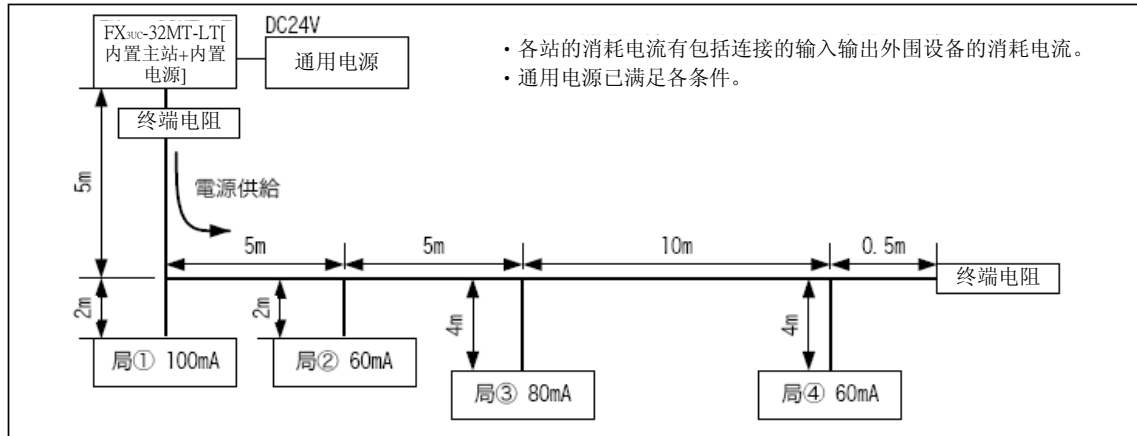 FX3UC-32MT-LT[
内置主站+内置
电源]
DC24V
通用电源
・各站的消耗电流有包括连接的输入输出外围设备的消耗电流。
・通用电源已满足各条件。
终端电阻
5m
電源供給
5m
5m
10m
0.5m
终端电阻
2m
2m
4m
4m
局① 100mA
局② 60mA
局③ 80mA
局④ 60mA